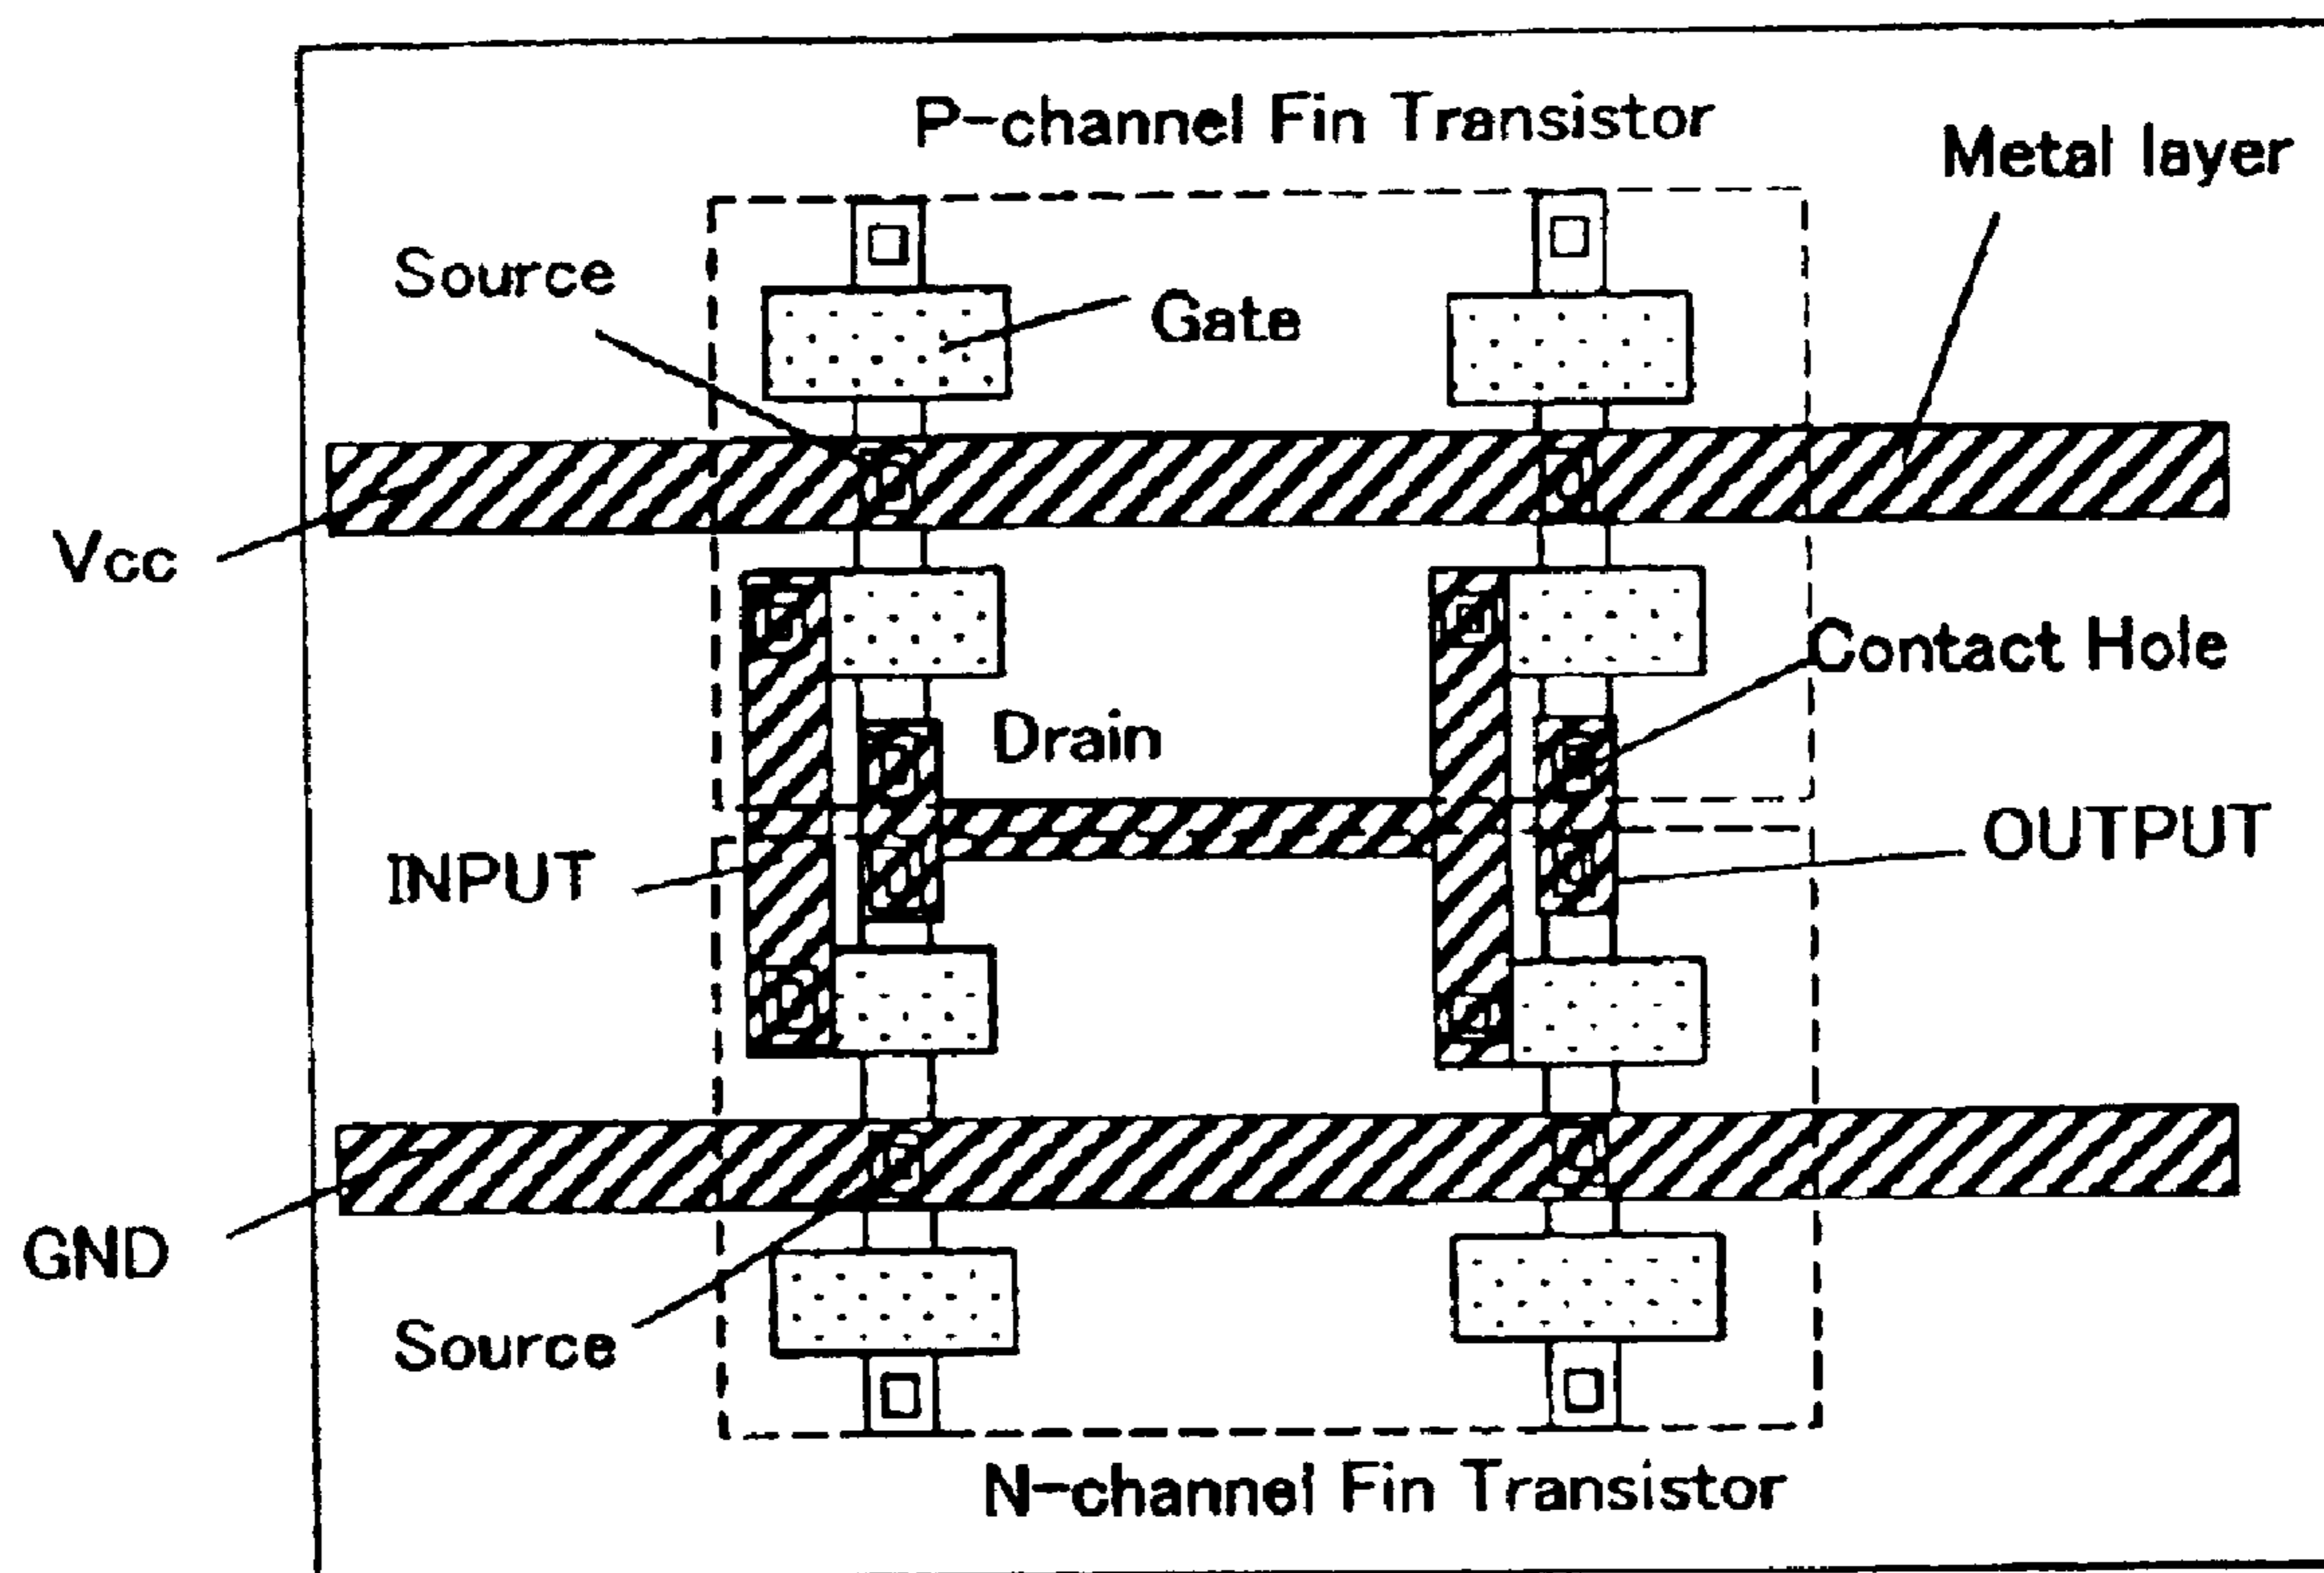 P-channel Fin Transistor
Metal layer
Source
Gate
Vcc
Contact Hole
Drain
OUTPUT
INPUT
GND
Source
N-channel Fin Transistor